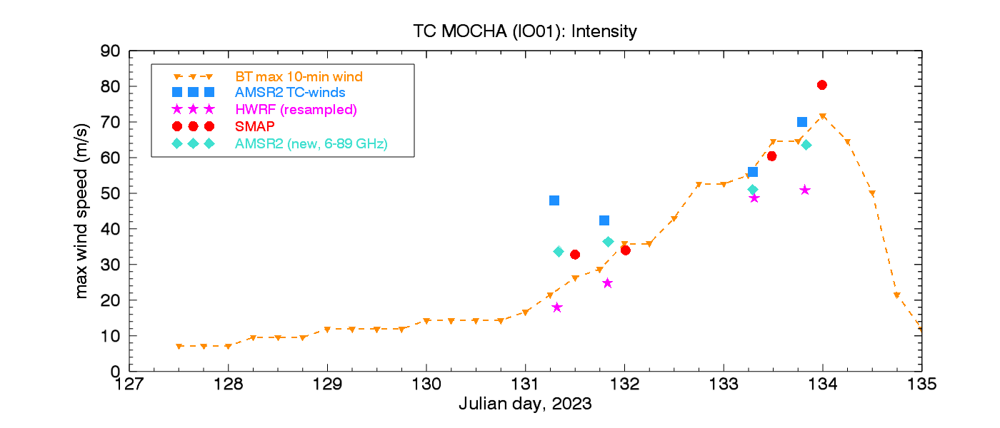 TC MOCHA (IO01): Intensity
90
80
70
60
50
40
30
20
10
0
max wind speed (m/s)
BT max 10-min wind
AMSR2 TC-winds
HWRF (resampled)
SMAP
AMSR2 (new, 6-89 GHz)
127 128 129 130 131 132 133 134 135
Julian day, 2023